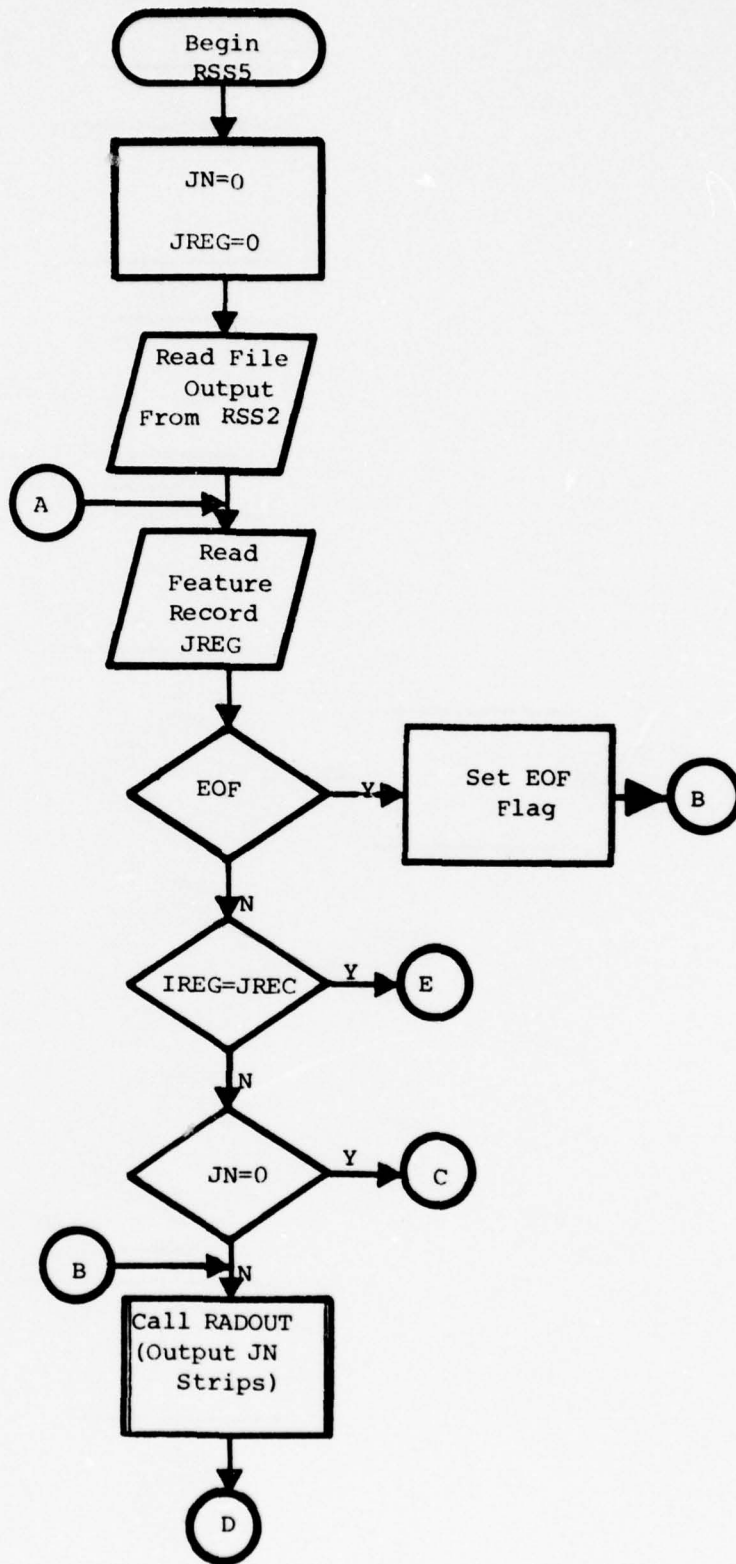 Begin
RSS5
JN=0
JREG=0
Read File
Output
From RSS2
A
Read
Feature
Record
JREG
EOF
Y
Set EOF
Flag
B
N
IREG=JREC
Y
E
N
JN=0
Y
C
B
N
Call RADOUT
(Output JN
Strips)
D